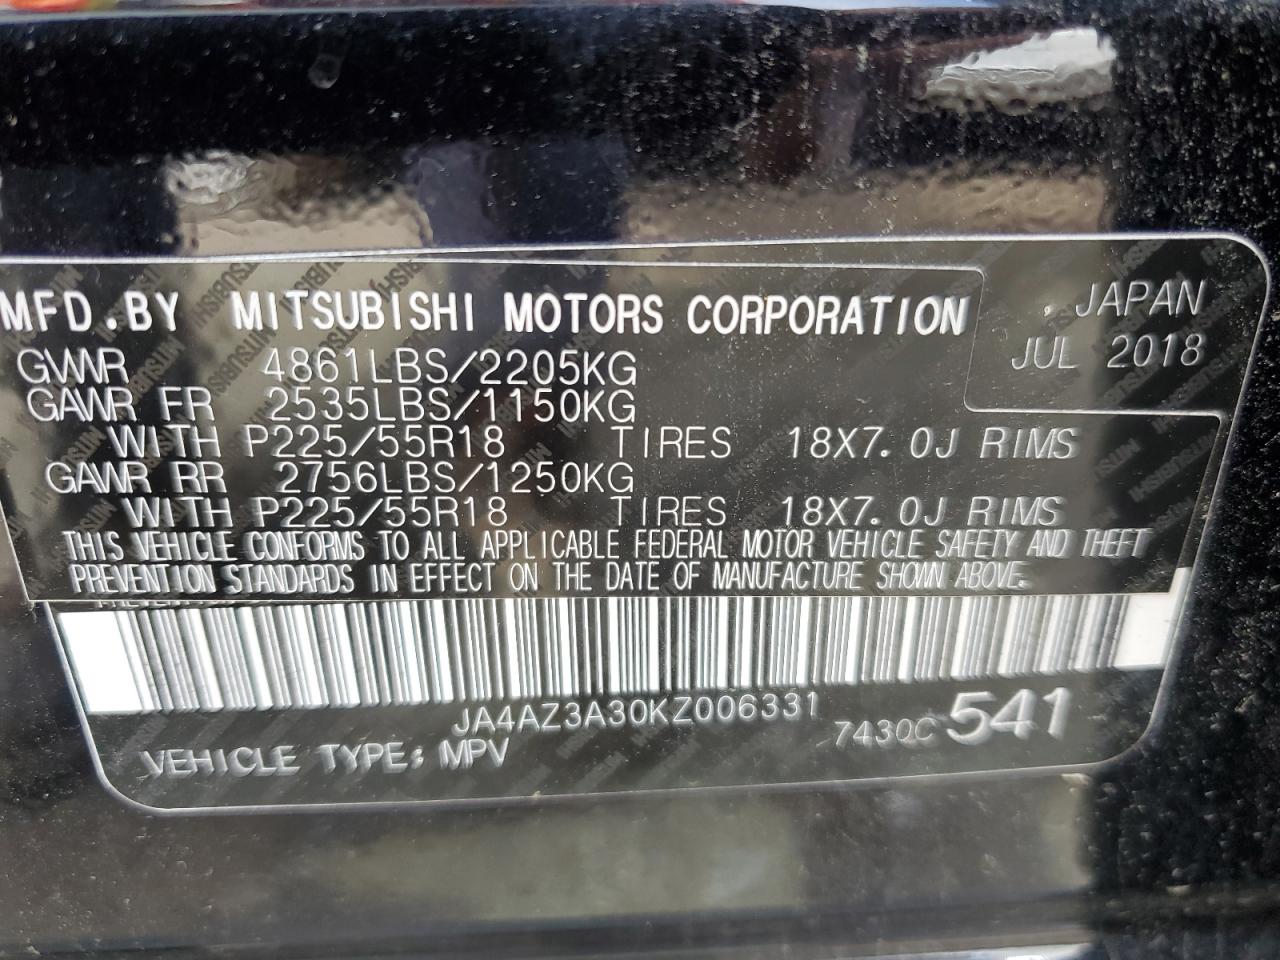 MFD.BY MITSUBISHI MOTORS CORPORATION
, JAPAN
JUL 2018
GVWR 4861LBS/2205KG
GAWR FR 2535LBS/1150KG
WITH P225/55R18 TIRES 18X7.0J RIMS
GAWR RR 2756LBS/1250KG
WITH P225/55R18 TIRES 18X7.0J RIMS
THIS VEHICLE CONFORMS TO ALL APPLICABLE FEDERAL MOTOR VEHICLE SAFETY AND THEFT
PREVENTION STANDARDS IN EFFECT ON THE DATE OF MANUFACTURE SHOWN ABOVE.
JA4AZ3A30KZ006331
7430C 541
VEHICLE TYPE: MPV